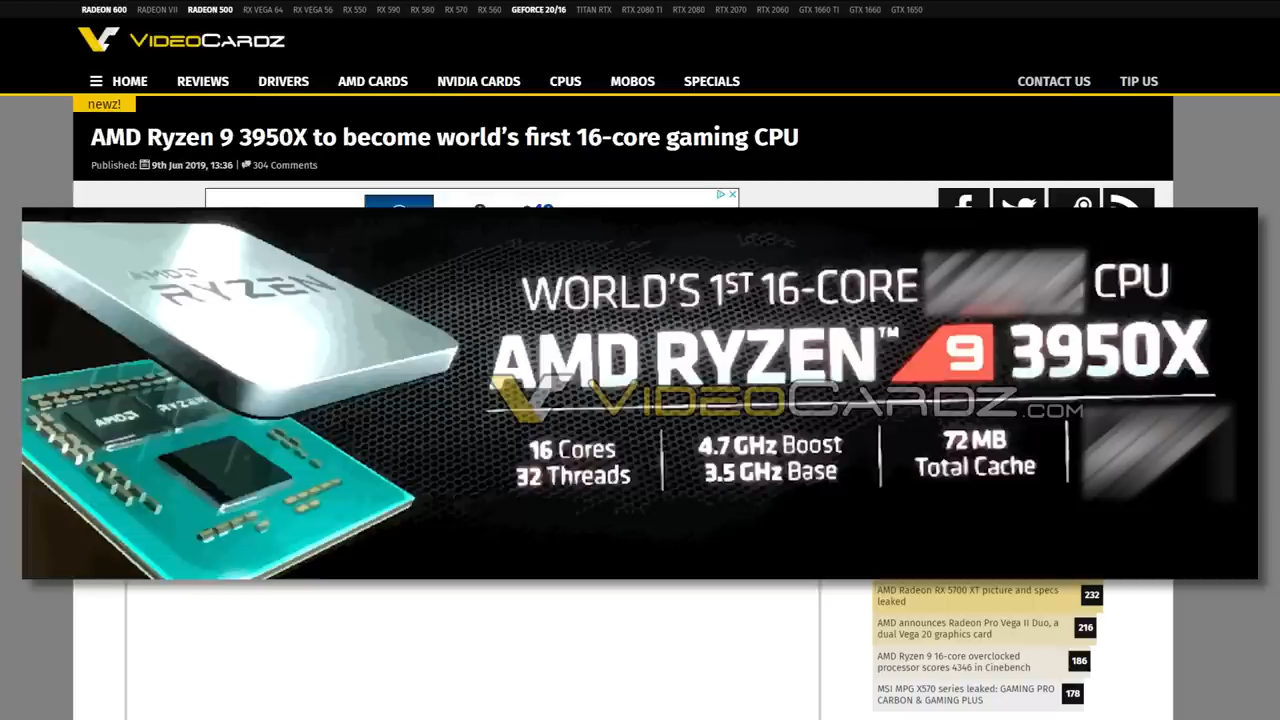 RADEON 600 RADEON VII RADEON 500 RX VEGA 64 RX VEGA 56 RX 550 RX 590 RX 580 RX 570 RX 560 GEFORCE 20/16 TITAN RTX RTX 2080 TI RTX 2080 RTX 2070 RTX 2060 GTX 1660 TI GTX 1660 GTX 1650
VIDEOCARDZ
HOME REVIEWS DRIVERS AMD CARDS NVIDIA CARDS CPUS MOBOS SPECIALS CONTACT US TIP US
newz!
AMD Ryzen 9 3950X to become world's first 16-core gaming CPU
Published: 9th Jun 2019, 13:36 | 304 Comments
AMD
RYZEN
WORLD'S 1ST 16-CORE CPU
AMD RYZEN™ 9 3950X
VIDEOCARDZ.COM
AMD RYZEN
16 Cores
32 Threads
4.7 GHz Boost
3.5 GHz Base
72 MB
Total Cache
AMD Radeon RX 5700 XT picture and specs
leaked
232
AMD announces Radeon Pro Vega II Duo, a
dual Vega 20 graphics card
216
AMD Ryzen 9 16-core overclocked
processor scores 4346 in Cinebench
186
MSI MPG X570 series leaked: GAMING PRO
CARBON & GAMING PLUS
178